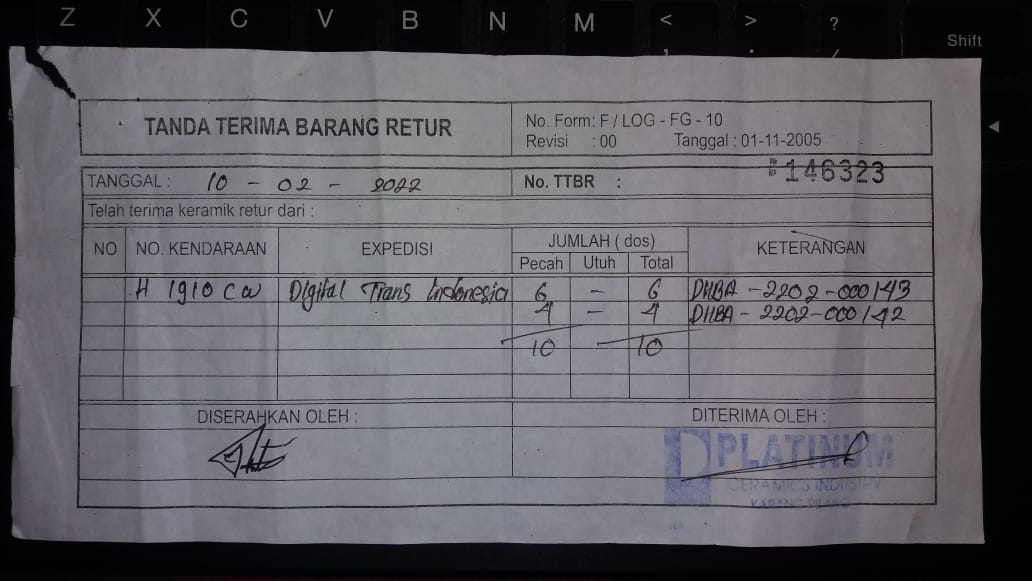 Z X C V B N M < > ?
, . /
Shift
TANDA TERIMA BARANG RETUR
No. Form: F / LOG - FG - 10
Revisi : 00 Tanggal : 01-11-2005
TANGGAL : 10 - 02 - 2022
No. TTBR : No 146323
Telah terima keramik retur dari :
NO NO. KENDARAAN EXPEDISI JUMLAH ( dos) KETERANGAN
Pecah Utuh Total
H 1910 CW Digital Trans Indonesia 6 - 6 DHBA - 2202 - 000143
4 - 4 DHBA - 2202 - 000142
10 10
DISERAHKAN OLEH : DITERIMA OLEH :
PLATINUM
CERAMICS INDUSTRY
KARANG PILANG